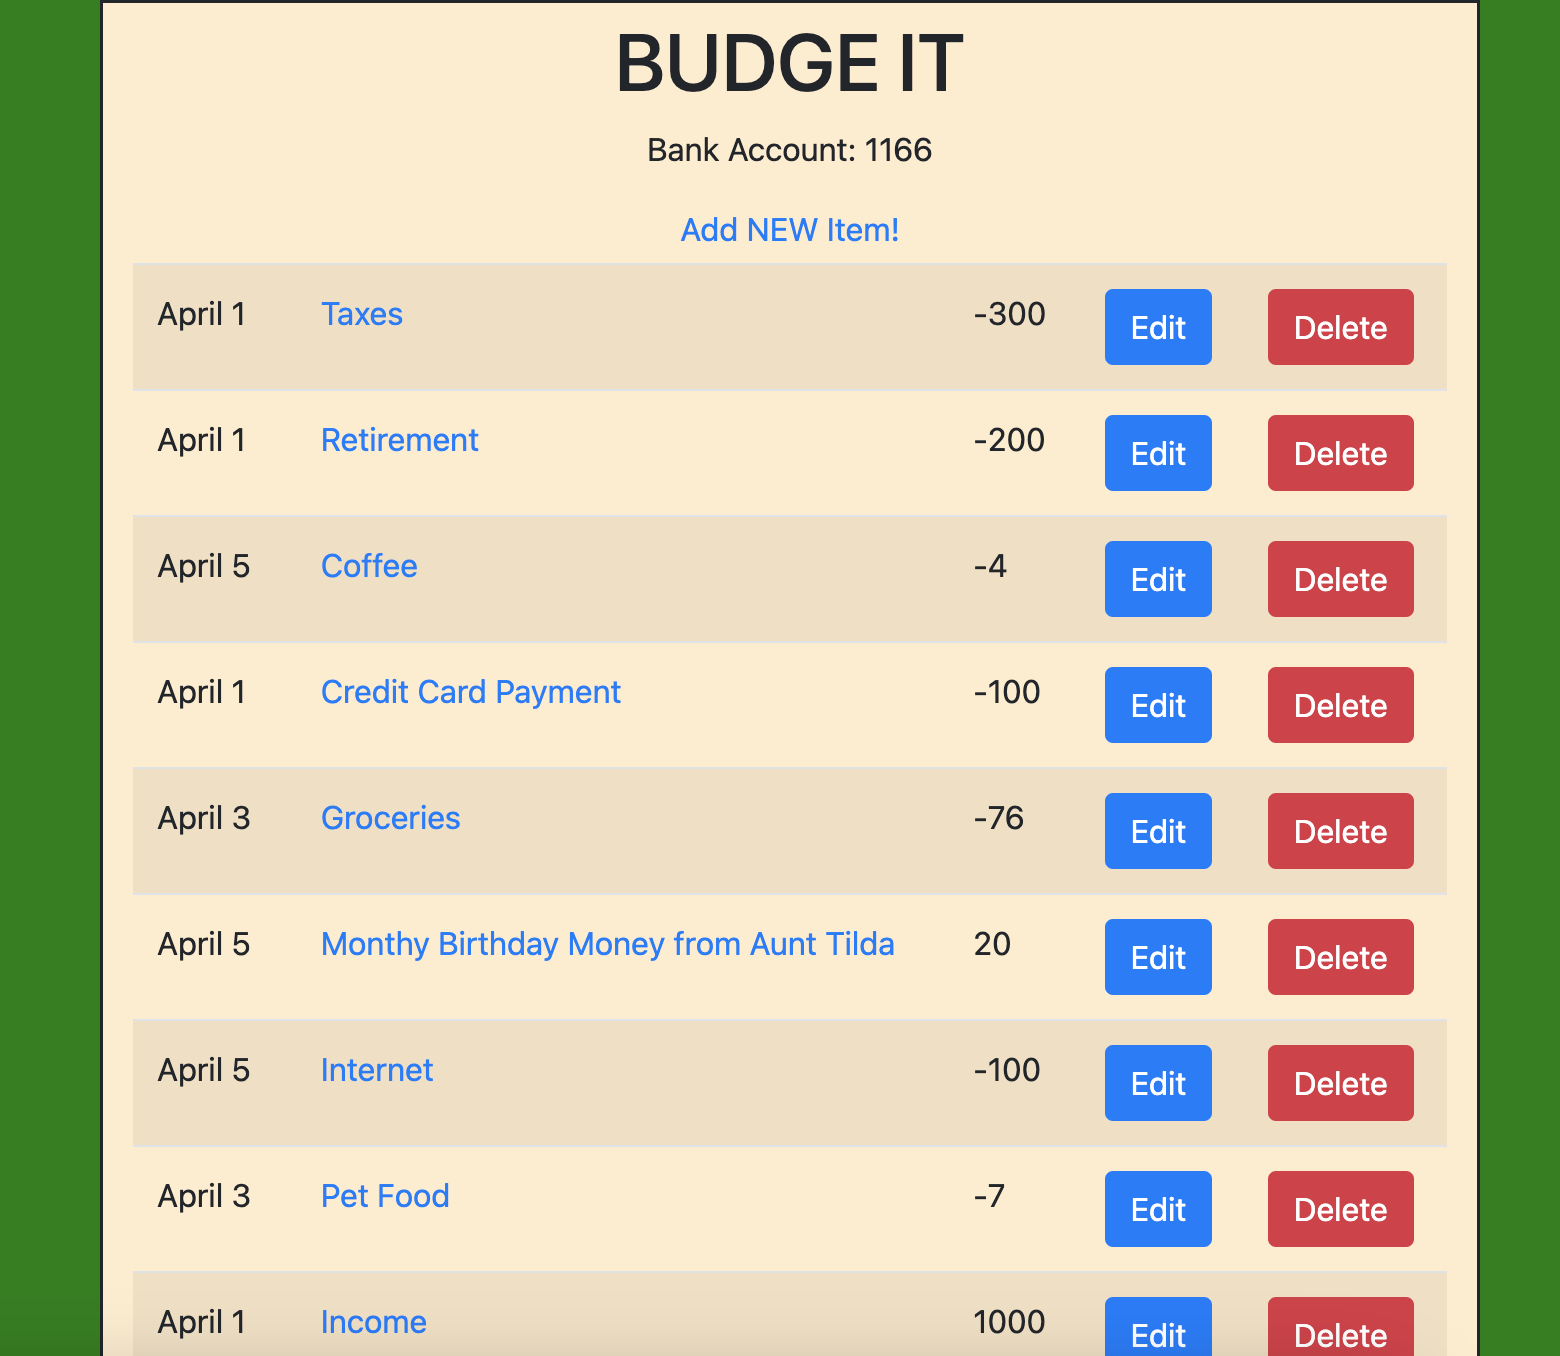 BUDGE IT
Bank Account: 1166
Add NEW Item!
April 1 Taxes -300 Edit Delete
April 1 Retirement -200 Edit Delete
April 5 Coffee -4 Edit Delete
April 1 Credit Card Payment -100 Edit Delete
April 3 Groceries -76 Edit Delete
April 5 Monthy Birthday Money from Aunt Tilda 20 Edit Delete
April 5 Internet -100 Edit Delete
April 3 Pet Food -7 Edit Delete
April 1 Income 1000 Edit Delete